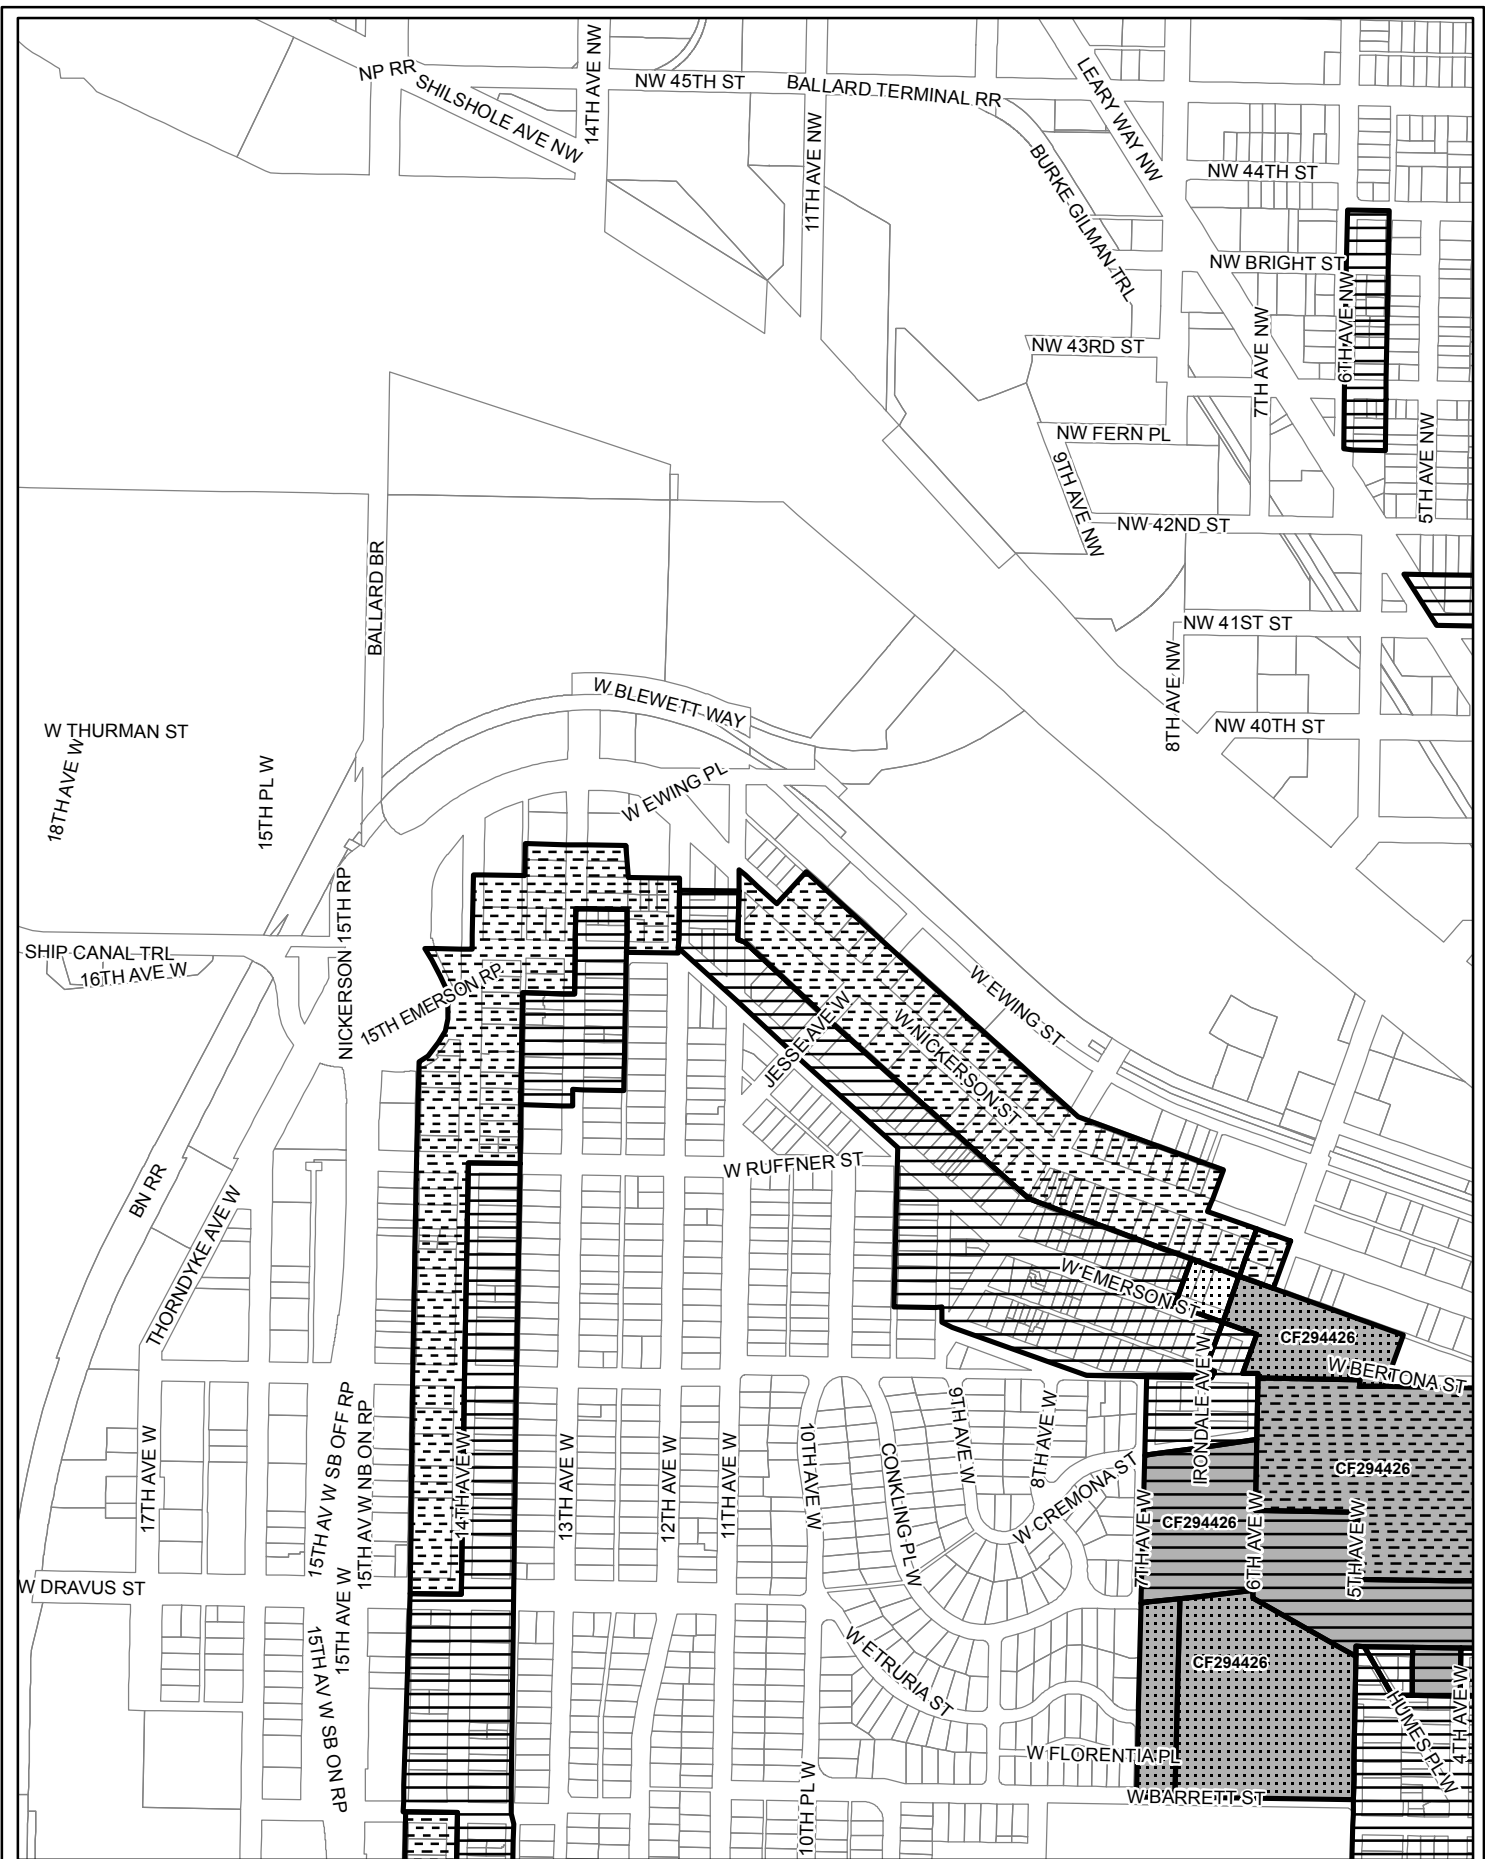 NP RR
SHILSHOLE AVE NW
14TH AVE NW
NW 45TH ST
BALLARD TERMINAL RR
LEARY WAY NW
11TH AVE NW
BURKE GILMAN TRL
NW 44TH ST
NW BRIGHT ST
6TH AVE NW
7TH AVE NW
NW 43RD ST
NW FERN PL
9TH AVE NW
5TH AVE NW
NW 42ND ST
BALLARD BR
NW 41ST ST
8TH AVE NW
NW 40TH ST
W BLEWETT WAY
W THURMAN ST
18TH AVE W
15TH PL W
W EWING PL
NICKERSON 15TH RP
SHIP CANAL TRL
16TH AVE W
15TH EMERSON RP
JESSE AVE W
W NICKERSON ST
W EWING ST
BN RR
THORNDYKE AVE W
W RUFFNER ST
W EMERSON ST
IRONDALE AVE W
CF294426
W BERTONA ST
17TH AVE W
15TH AV W SB OFF RP
15TH AV W NB ON RP
14TH AVE W
13TH AVE W
12TH AVE W
11TH AVE W
10TH AVE W
CONKLING PL W
9TH AVE W
8TH AVE W
W CREMONA ST
7TH AVE W
CF294426
CF294426
6TH AVE W
5TH AVE W
W DRAVUS ST
15TH AVE W
15TH AV W SB ON RP
W ETRURIA ST
CF294426
HUMES PL W
4TH AVE W
W FLORENTIA PL
W BARRETT ST
10TH PL W